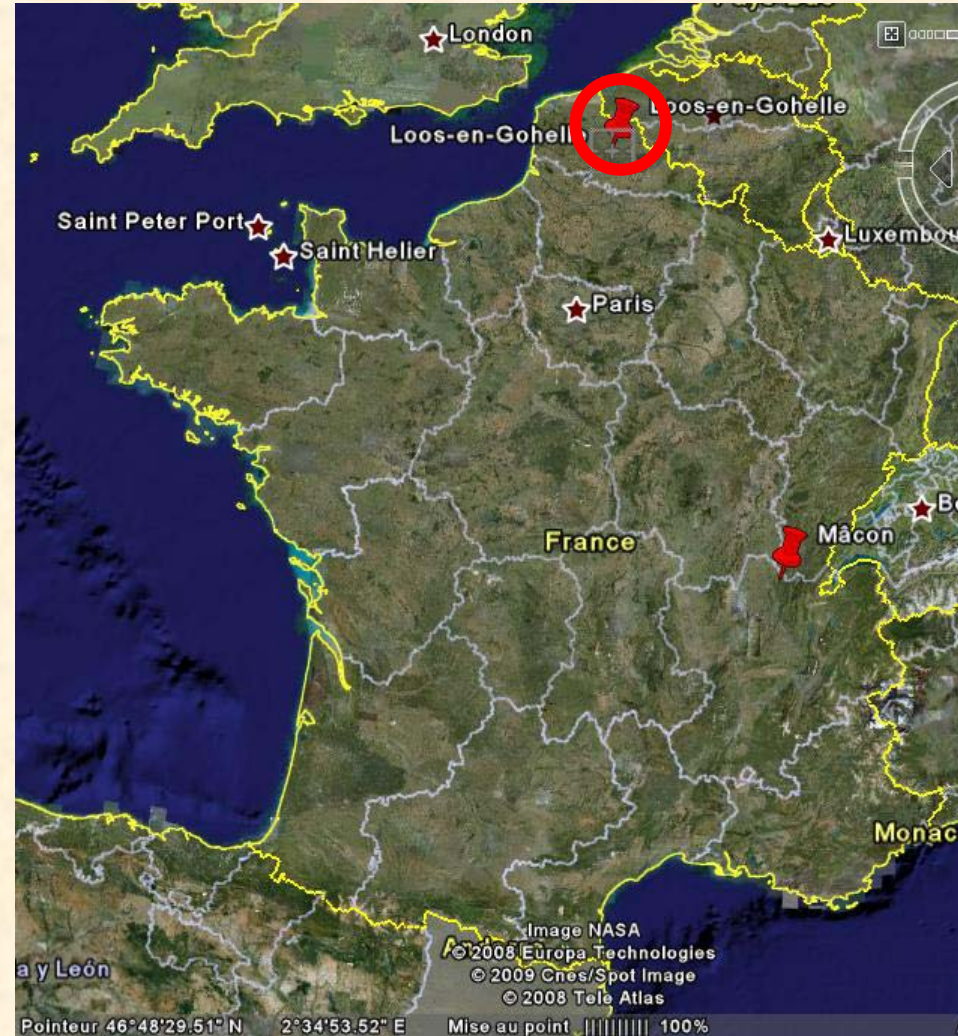 London
Loos-en-Gohelle
Loos-en-Gohelle
Saint Peter Port
Saint Helier
Luxembou
Paris
France
Mâcon
Monac
Image NASA
© 2008 Europa Technologies
© 2009 Cnes/Spot Image
© 2008 Tele Atlas
a y León
Pointeur 46°48'29.51" N 2°34'53.52" E Mise au point |||||||||| 100%